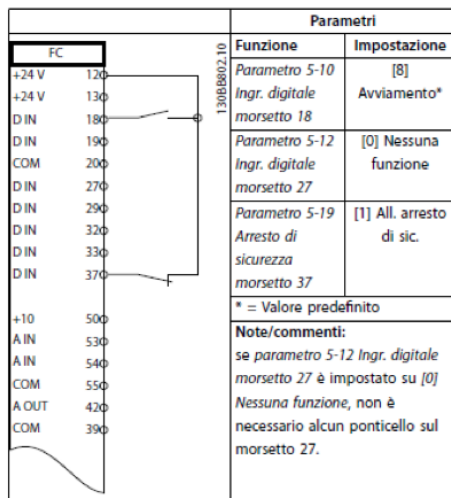 FC
+24 V 12
+24 V 13
D IN 18
D IN 19
COM 20
D IN 27
D IN 29
D IN 32
D IN 33
D IN 37
+10 50
A IN 53
A IN 54
COM 55
A OUT 42
COM 39
130BB802.10
Parametri
Funzione Impostazione
Parametro 5-10 [8]
Ingr. digitale Avviamento*
morsetto 18
Parametro 5-12 [0] Nessuna
Ingr. digitale funzione
morsetto 27
Parametro 5-19 [1] All. arresto
Arresto di di sic.
sicurezza
morsetto 37
* = Valore predefinito
Note/commenti:
se parametro 5-12 Ingr. digitale
morsetto 27 è impostato su [0]
Nessuna funzione, non è
necessario alcun ponticello sul
morsetto 27.